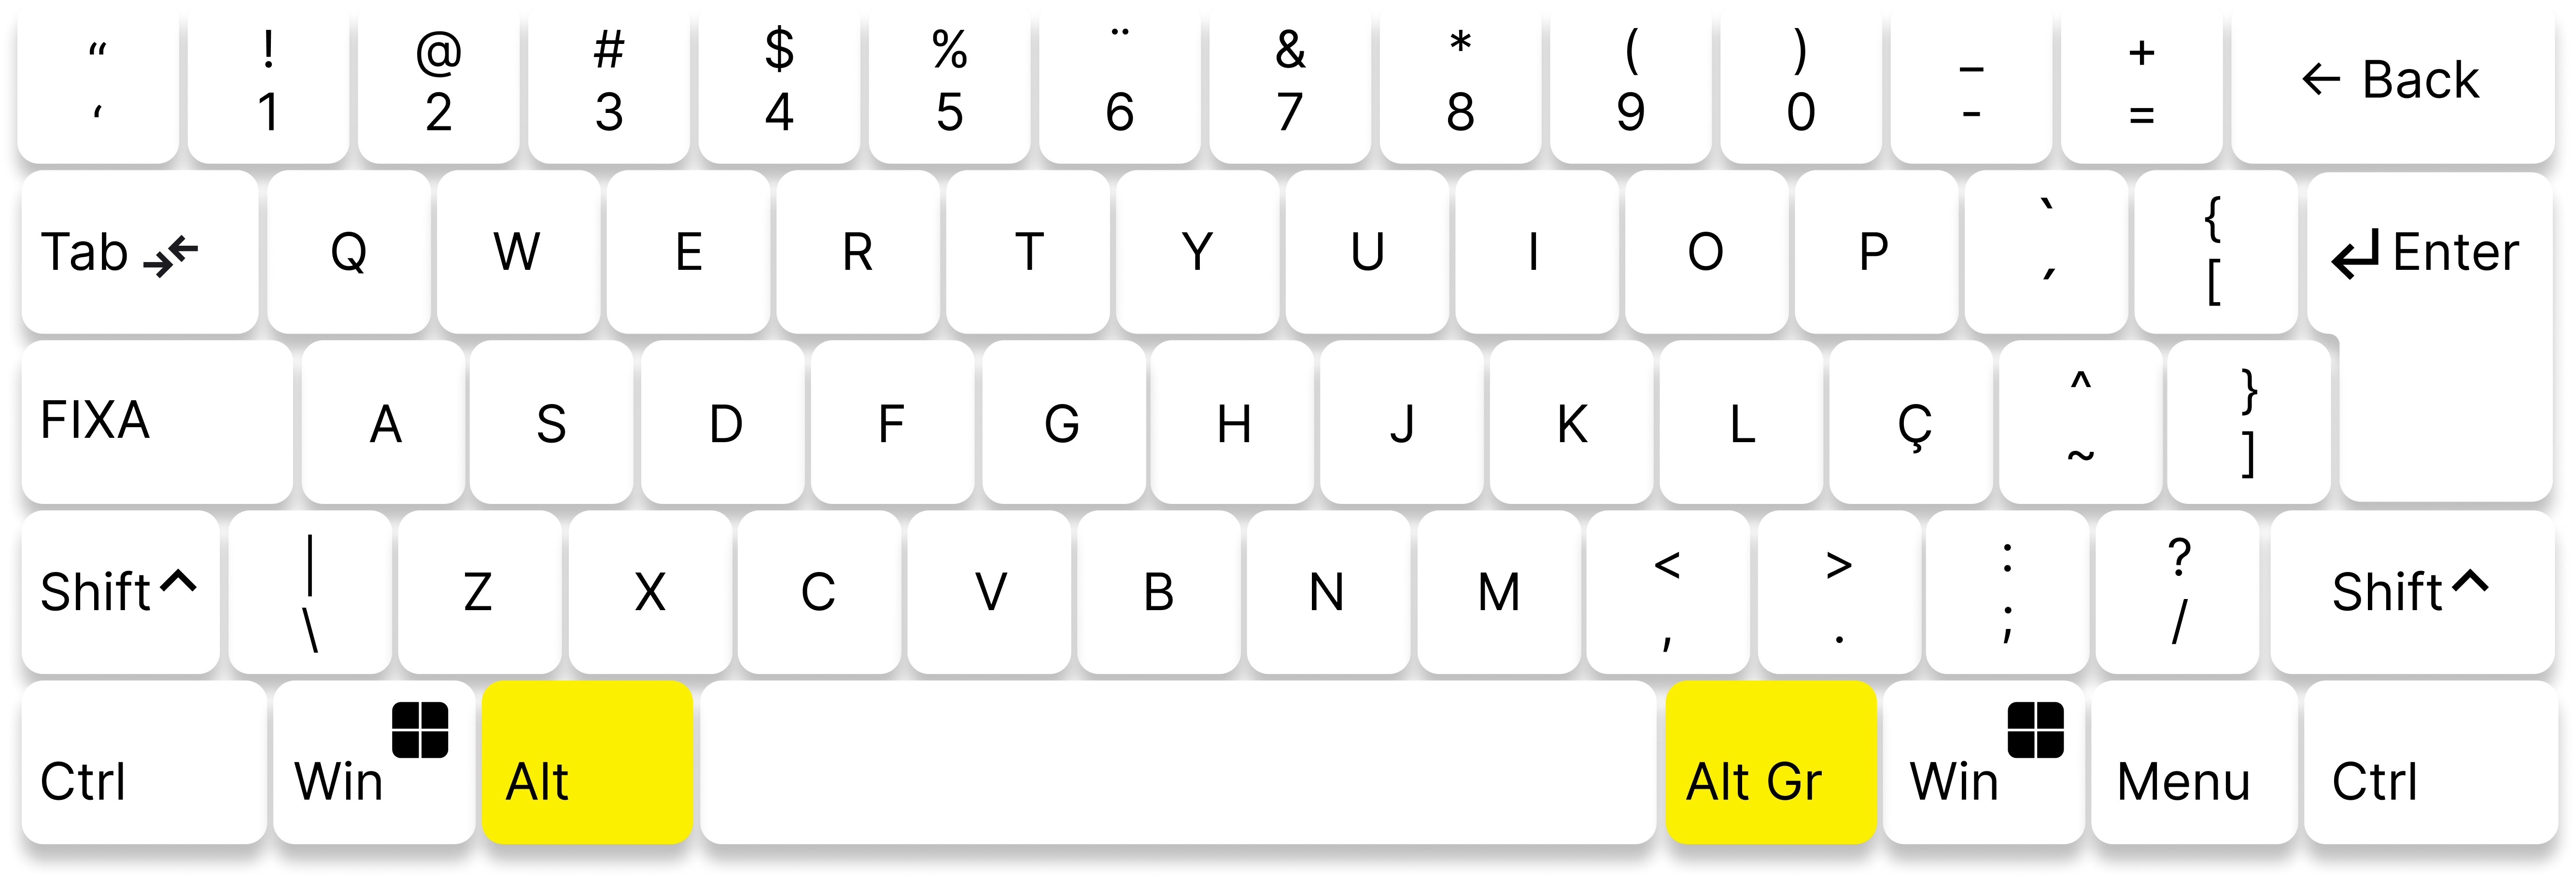 “ ! @ # $ % ¨ & * ( ) _ +
‘ 1 2 3 4 5 6 7 8 9 0 - = ← Back
Tab Q W E R T Y U I O P ` ´ { [ Enter
FIXA A S D F G H J K L Ç ^ ~ } ]
Shift | \ Z X C V B N M < , > . : ; ? / Shift
Ctrl Win Alt Alt Gr Win Menu Ctrl